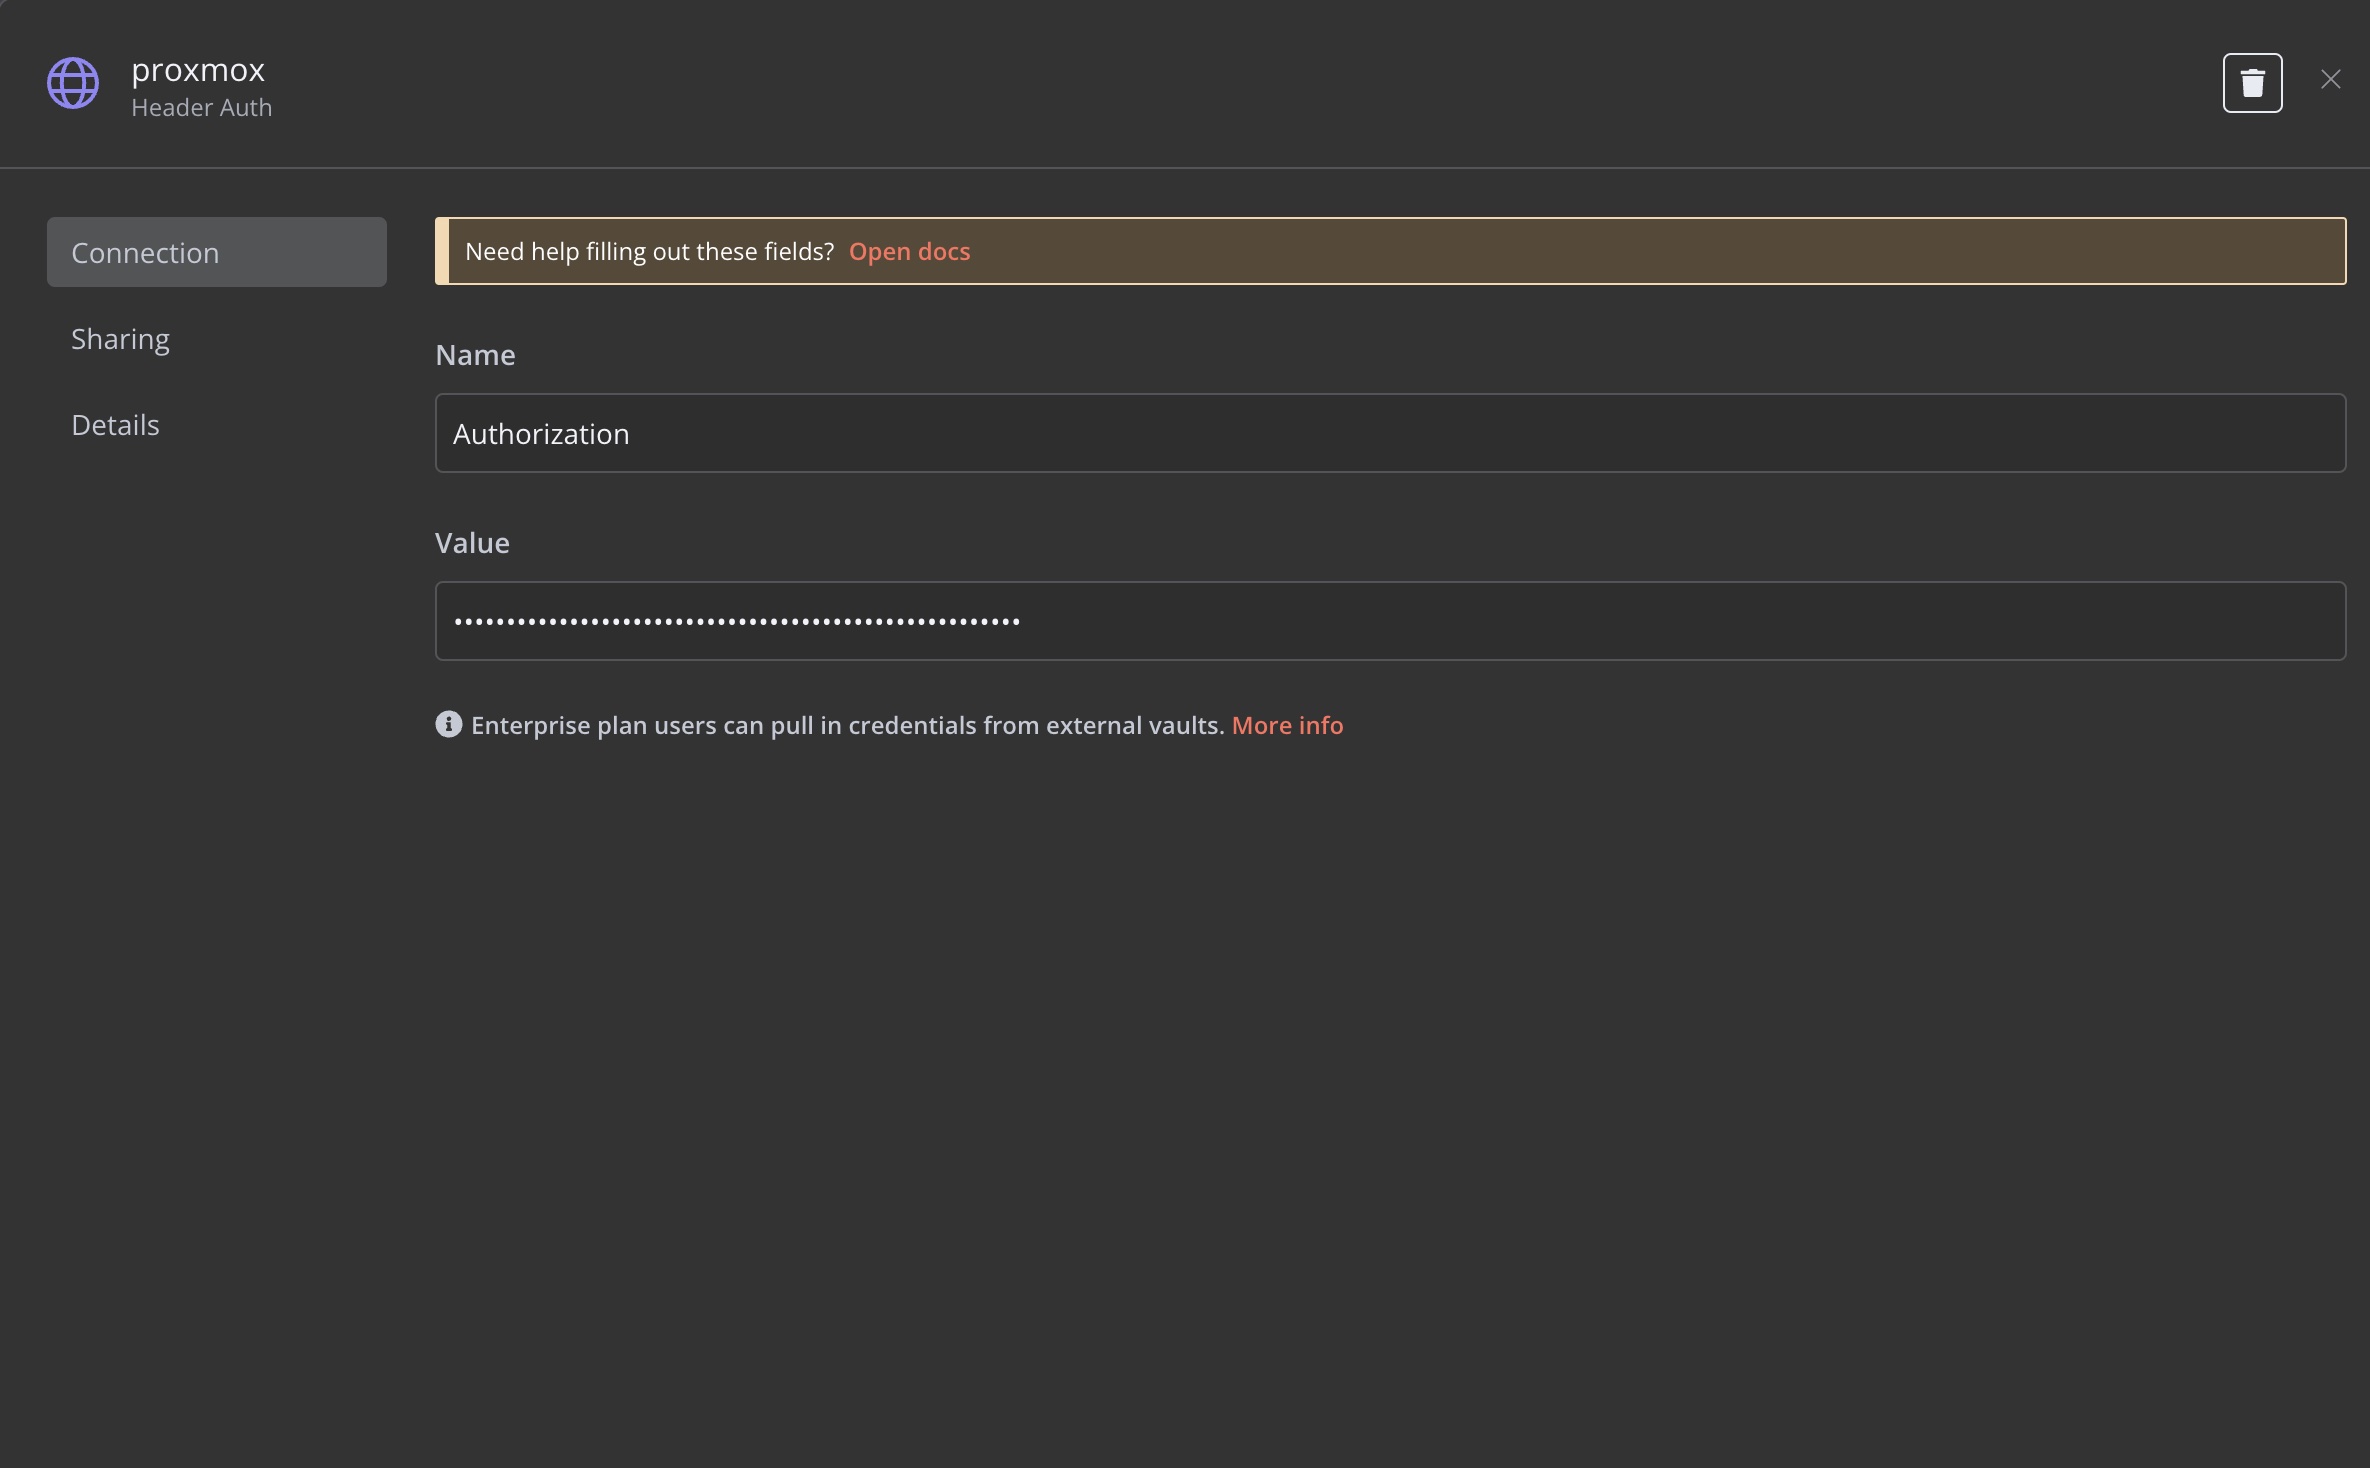 proxmox
Header Auth
Connection
Sharing
Details
Need help filling out these fields? Open docs
Name
Authorization
Value
••••••••••••••••••••••••••••••••••••••••••••••••••••••
Enterprise plan users can pull in credentials from external vaults. More info